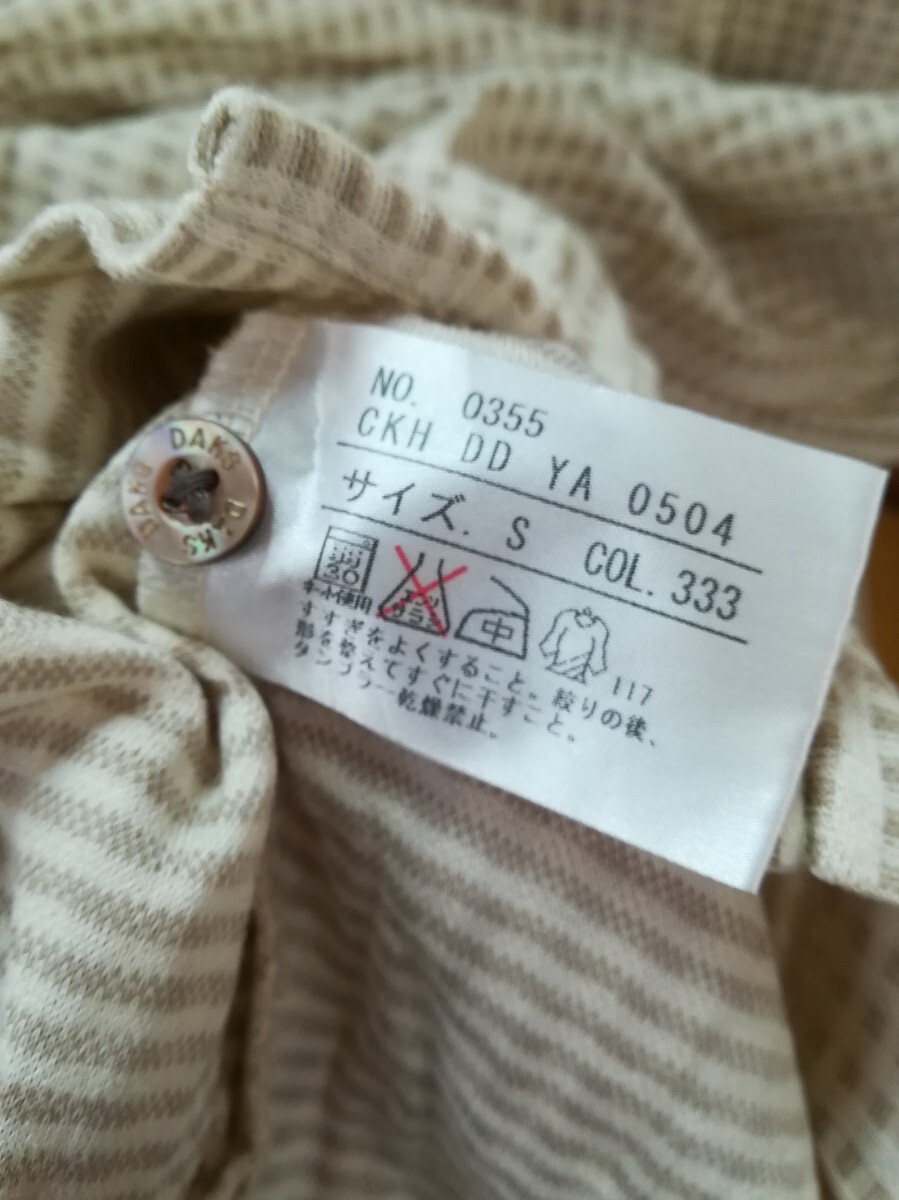 NO. 0355
CKH DD YA 0504
サイズ. S COL. 333
30
中
117
すすぎをよくすること。絞りの後、
形を整えてすぐに干すこと。
タンブラー乾燥禁止。
DAKS
DAKS
DAKS